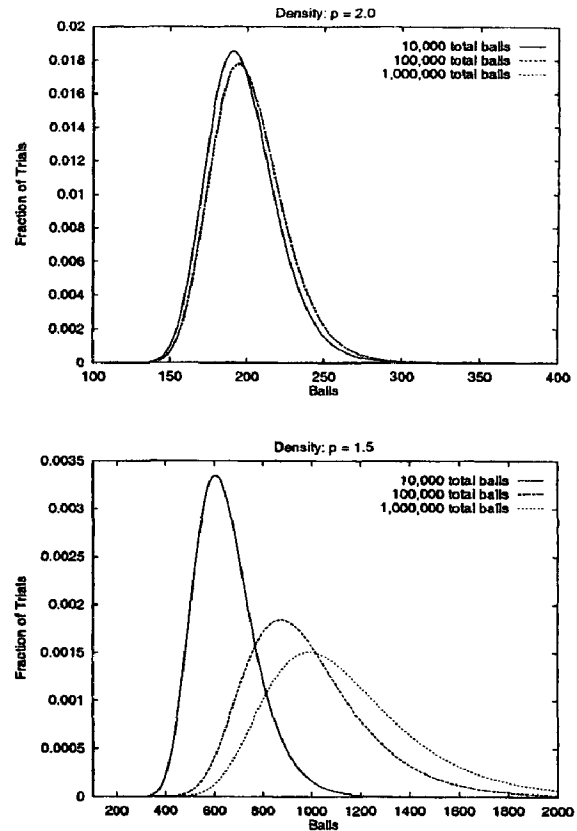 Density: p = 2.0
0.02
0.018
0.016
0.014
0.012
0.01
0.008
0.006
0.004
0.002
0
Fraction of Trials
10,000 total balls
100,000 total balls
1,000,000 total balls
100 150 200 250 300 350 400
Balls
Density: p = 1.5
0.0035
0.003
0.0025
0.002
0.0015
0.001
0.0005
0
Fraction of Trials
10,000 total balls
100,000 total balls
1,000,000 total balls
200 400 600 800 1000 1200 1400 1600 1800 2000
Balls